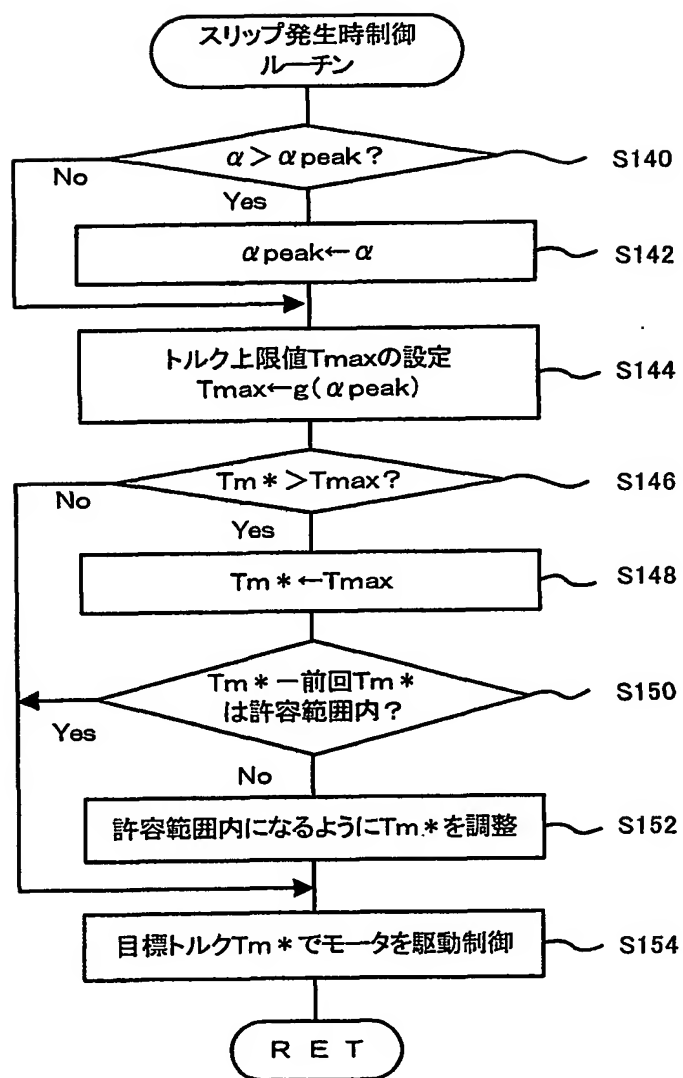 スリップ発生時制御
ルーチン
α＞αpeak？
S140
No
Yes
αpeak←α
S142
トルク上限値Tmaxの設定
Tmax←g(αpeak)
S144
Tm*＞Tmax？
S146
No
Yes
Tm*←Tmax
S148
Tm*－前回Tm*
は許容範囲内？
S150
Yes
No
許容範囲内になるようにTm*を調整
S152
目標トルクTm*でモータを駆動制御
S154
RET